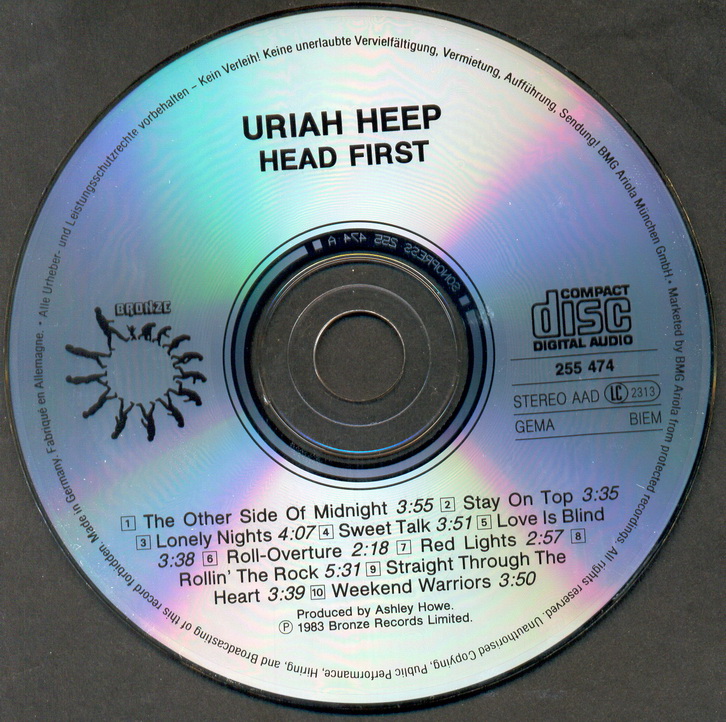 URIAH HEEP
HEAD FIRST
BRONZE
COMPACT
disc
DIGITAL AUDIO
255 474
STEREO AAD LC 2313
GEMA BIEM
1 The Other Side Of Midnight 3:55 2 Stay On Top 3:35
3 Lonely Nights 4:07 4 Sweet Talk 3:51 5 Love Is Blind
3:38 6 Roll-Overture 2:18 7 Red Lights 2:57 8
Rollin' The Rock 5:31 9 Straight Through The
Heart 3:39 10 Weekend Warriors 3:50
Produced by Ashley Howe.
℗ 1983 Bronze Records Limited.
Made in Germany. Fabriqué en Allemagne. • Alle Urheber- und Leistungsschutzrechte vorbehalten – Kein Verleih! Keine unerlaubte Vervielfältigung, Vermietung, Aufführung, Sendung! BMG Ariola München GmbH • Marketed by BMG Ariola from protected recordings. All rights reserved. Unauthorised Copying, Public Performance, Hiring, and Broadcasting of this record forbidden.
SONOPRESS 255 474 A